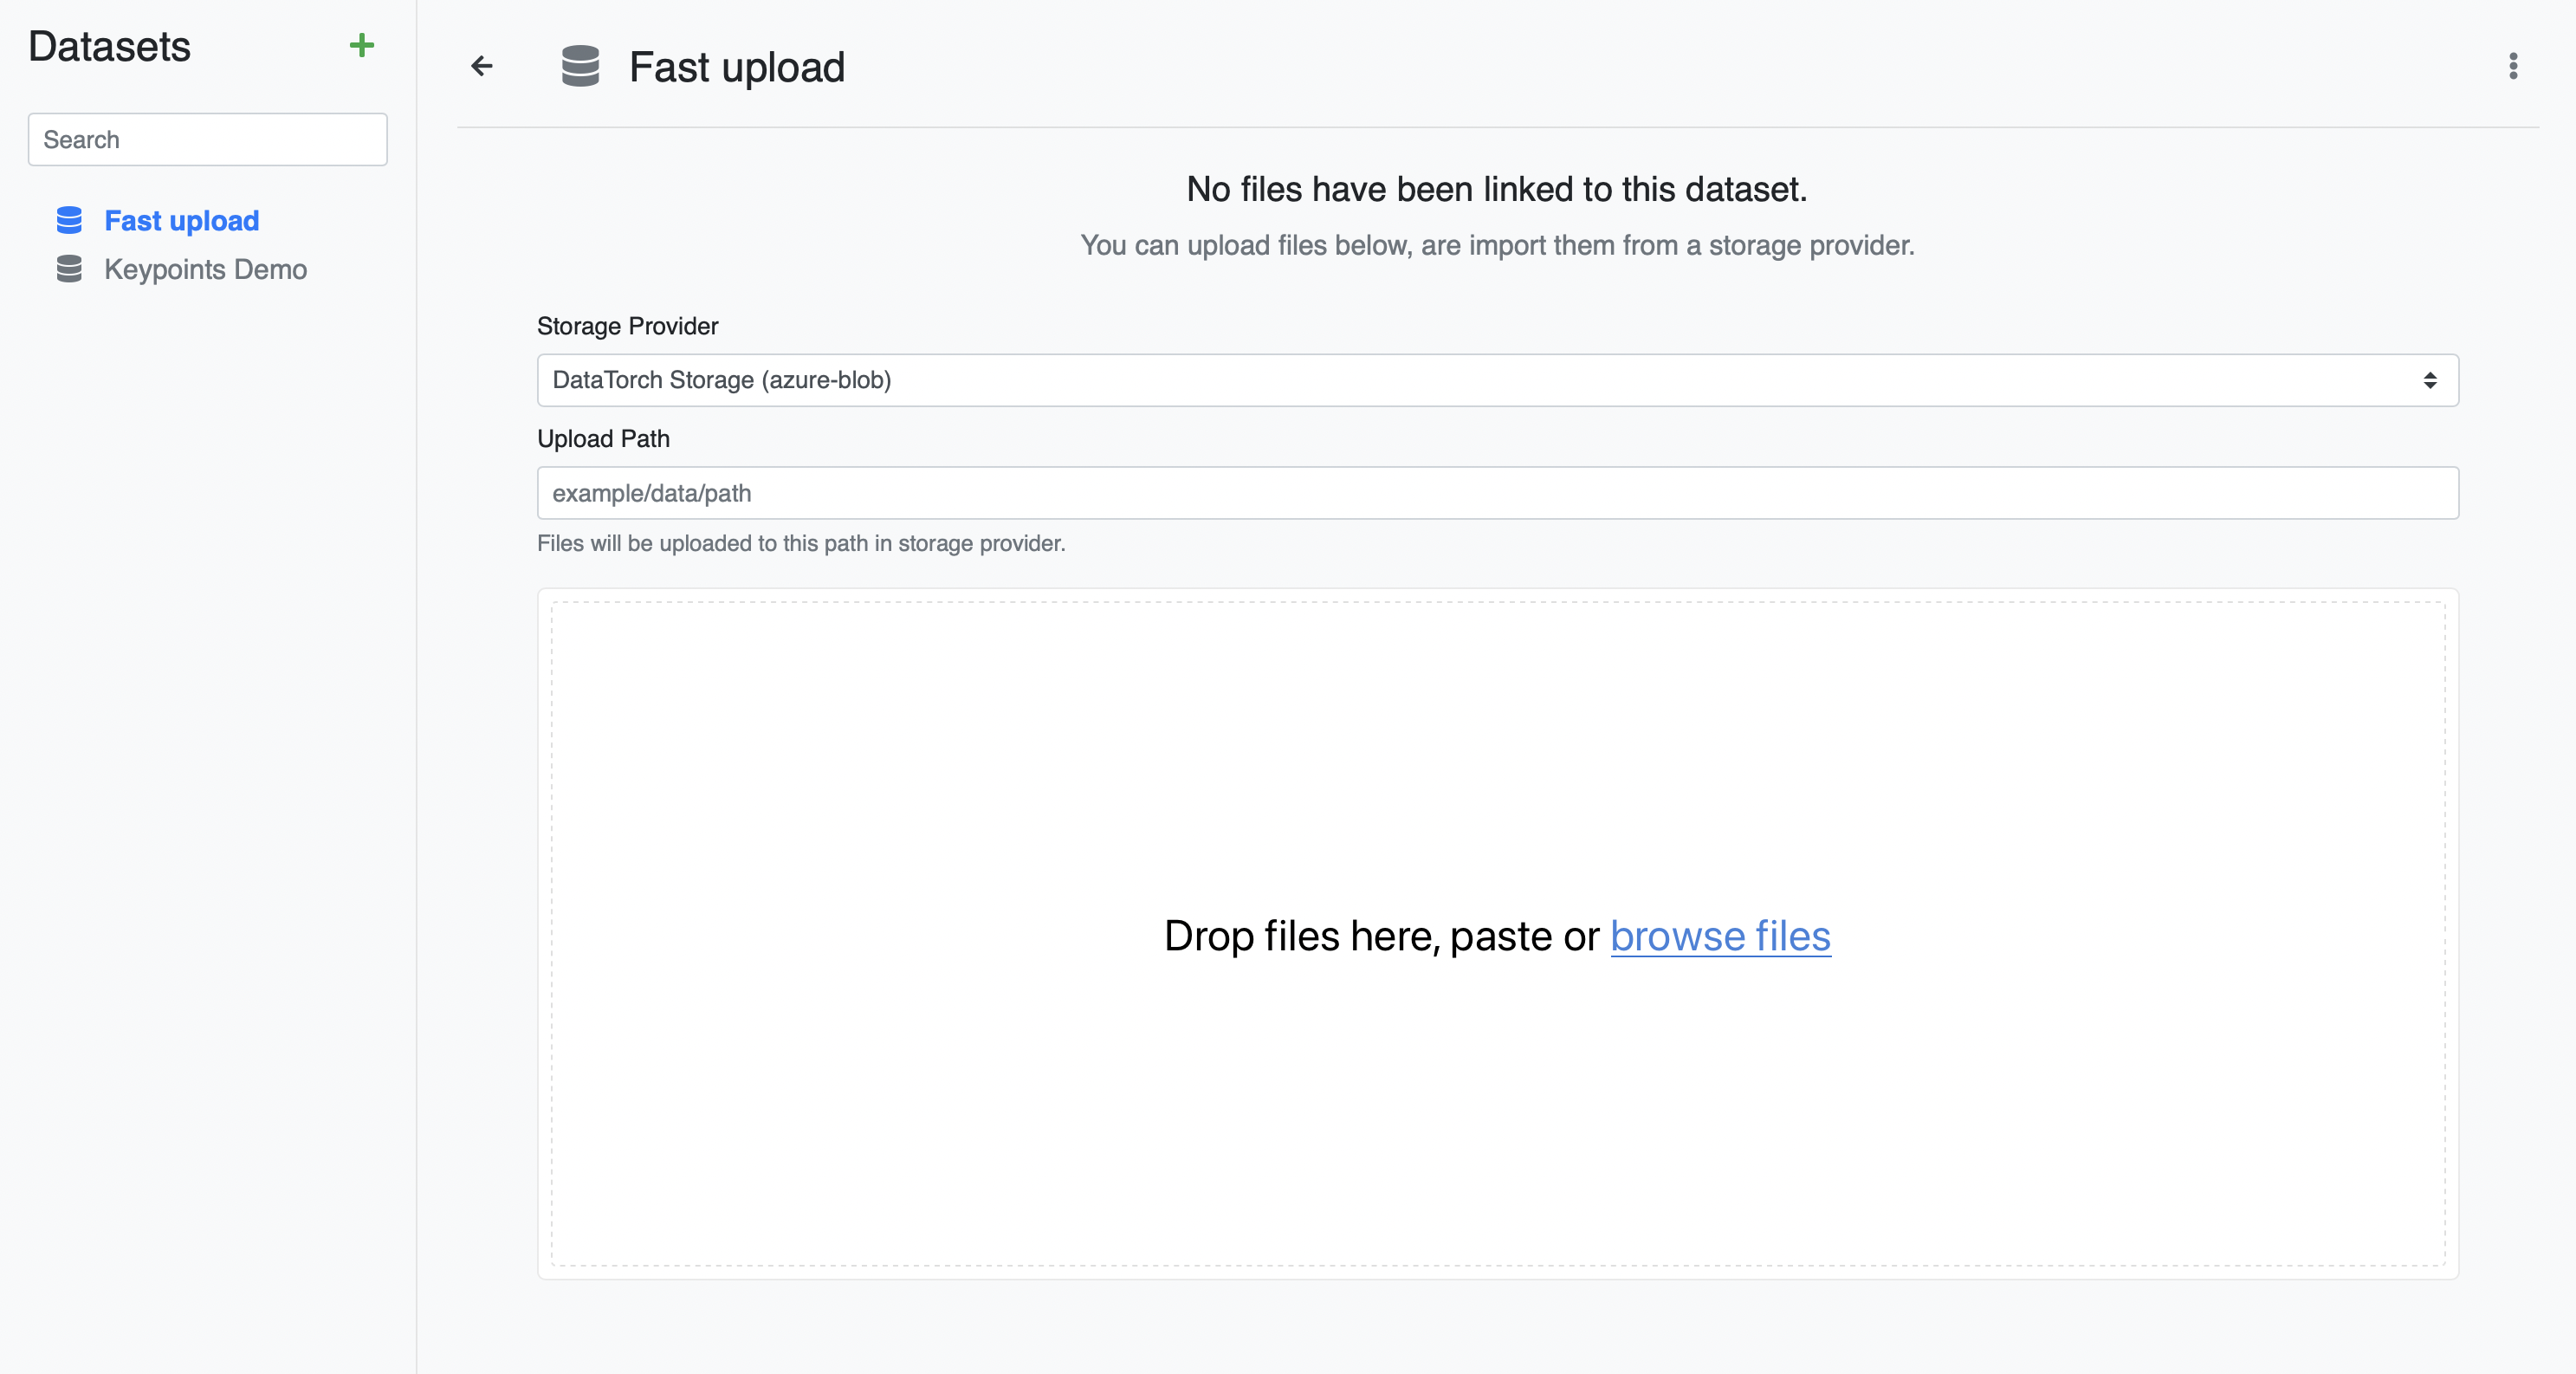 Datasets
Search
Fast upload
Keypoints Demo
Fast upload
No files have been linked to this dataset.
You can upload files below, are import them from a storage provider.
Storage Provider
DataTorch Storage (azure-blob)
Upload Path
example/data/path
Files will be uploaded to this path in storage provider.
Drop files here, paste or browse files